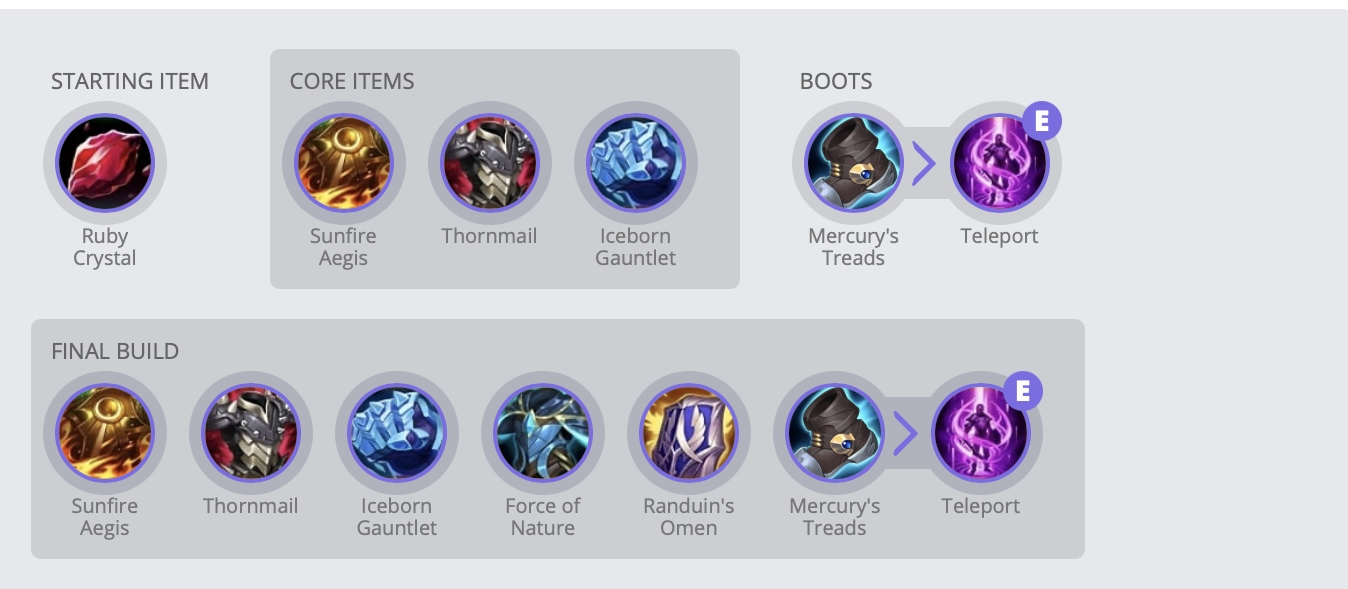 STARTING ITEM
Ruby
Crystal
CORE ITEMS
Sunfire
Aegis
Thornmail
Iceborn
Gauntlet
BOOTS
Mercury's
Treads
E
Teleport
FINAL BUILD
Sunfire
Aegis
Thornmail
Iceborn
Gauntlet
Force of
Nature
Randuin's
Omen
Mercury's
Treads
E
Teleport